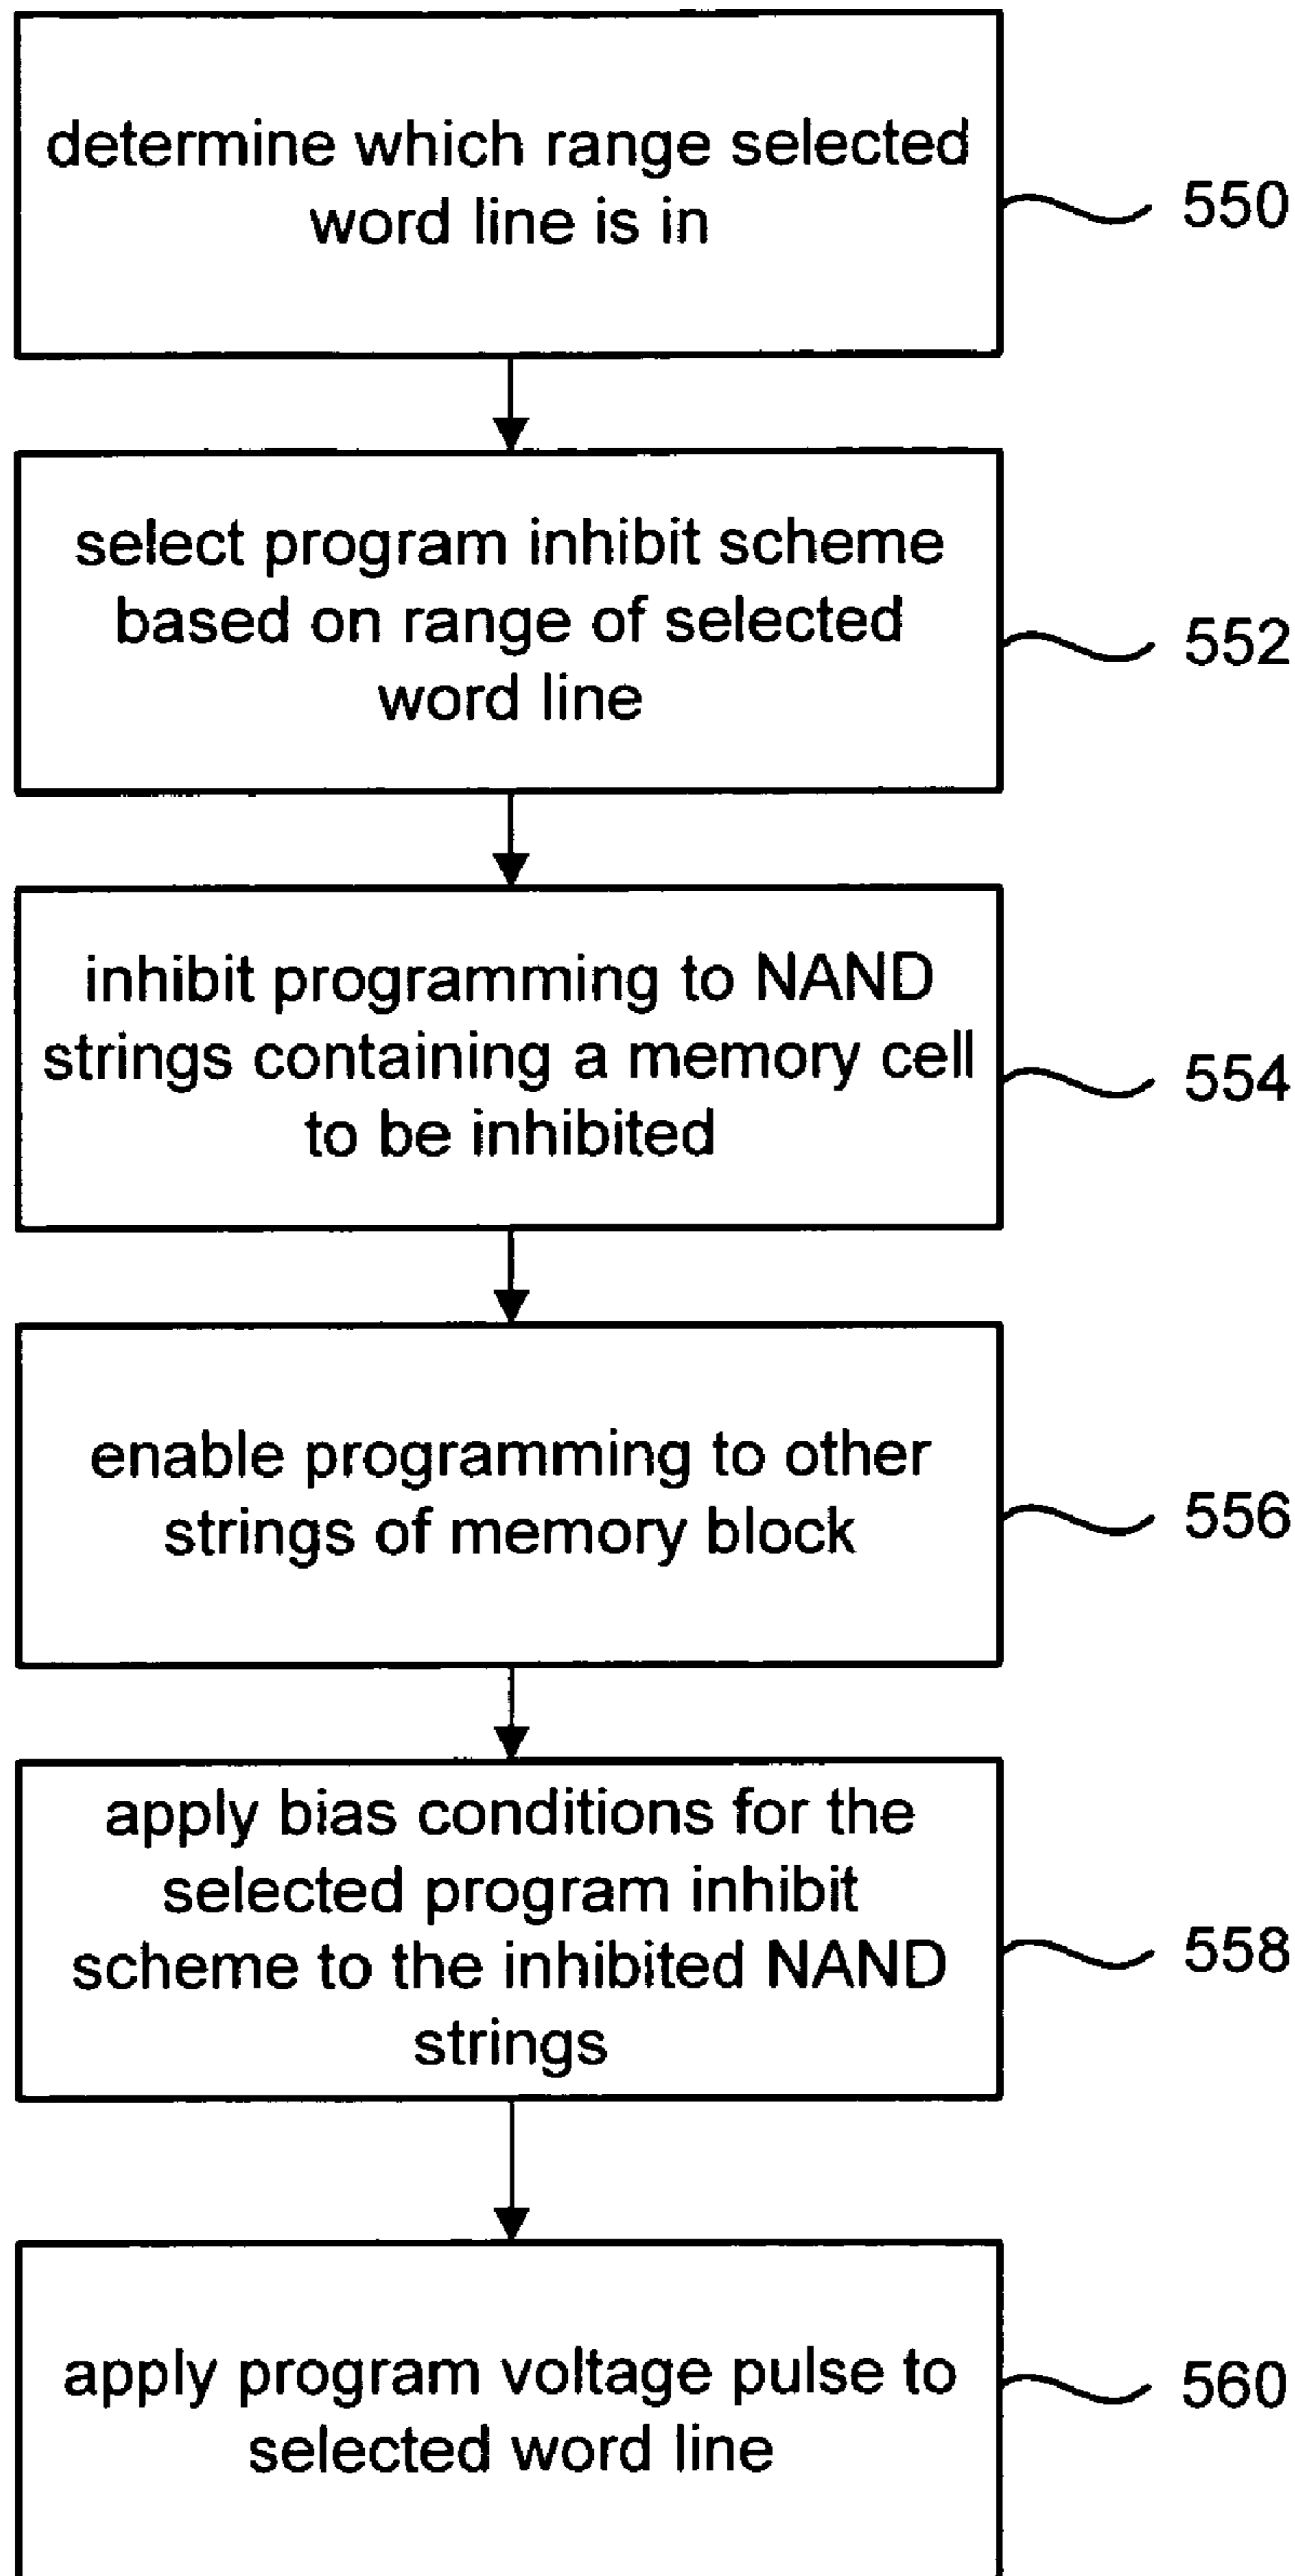 determine which range selected
word line is in
550
select program inhibit scheme
based on range of selected
word line
552
inhibit programming to NAND
strings containing a memory cell
to be inhibited
554
enable programming to other
strings of memory block
556
apply bias conditions for the
selected program inhibit
scheme to the inhibited NAND
strings
558
apply program voltage pulse to
selected word line
560